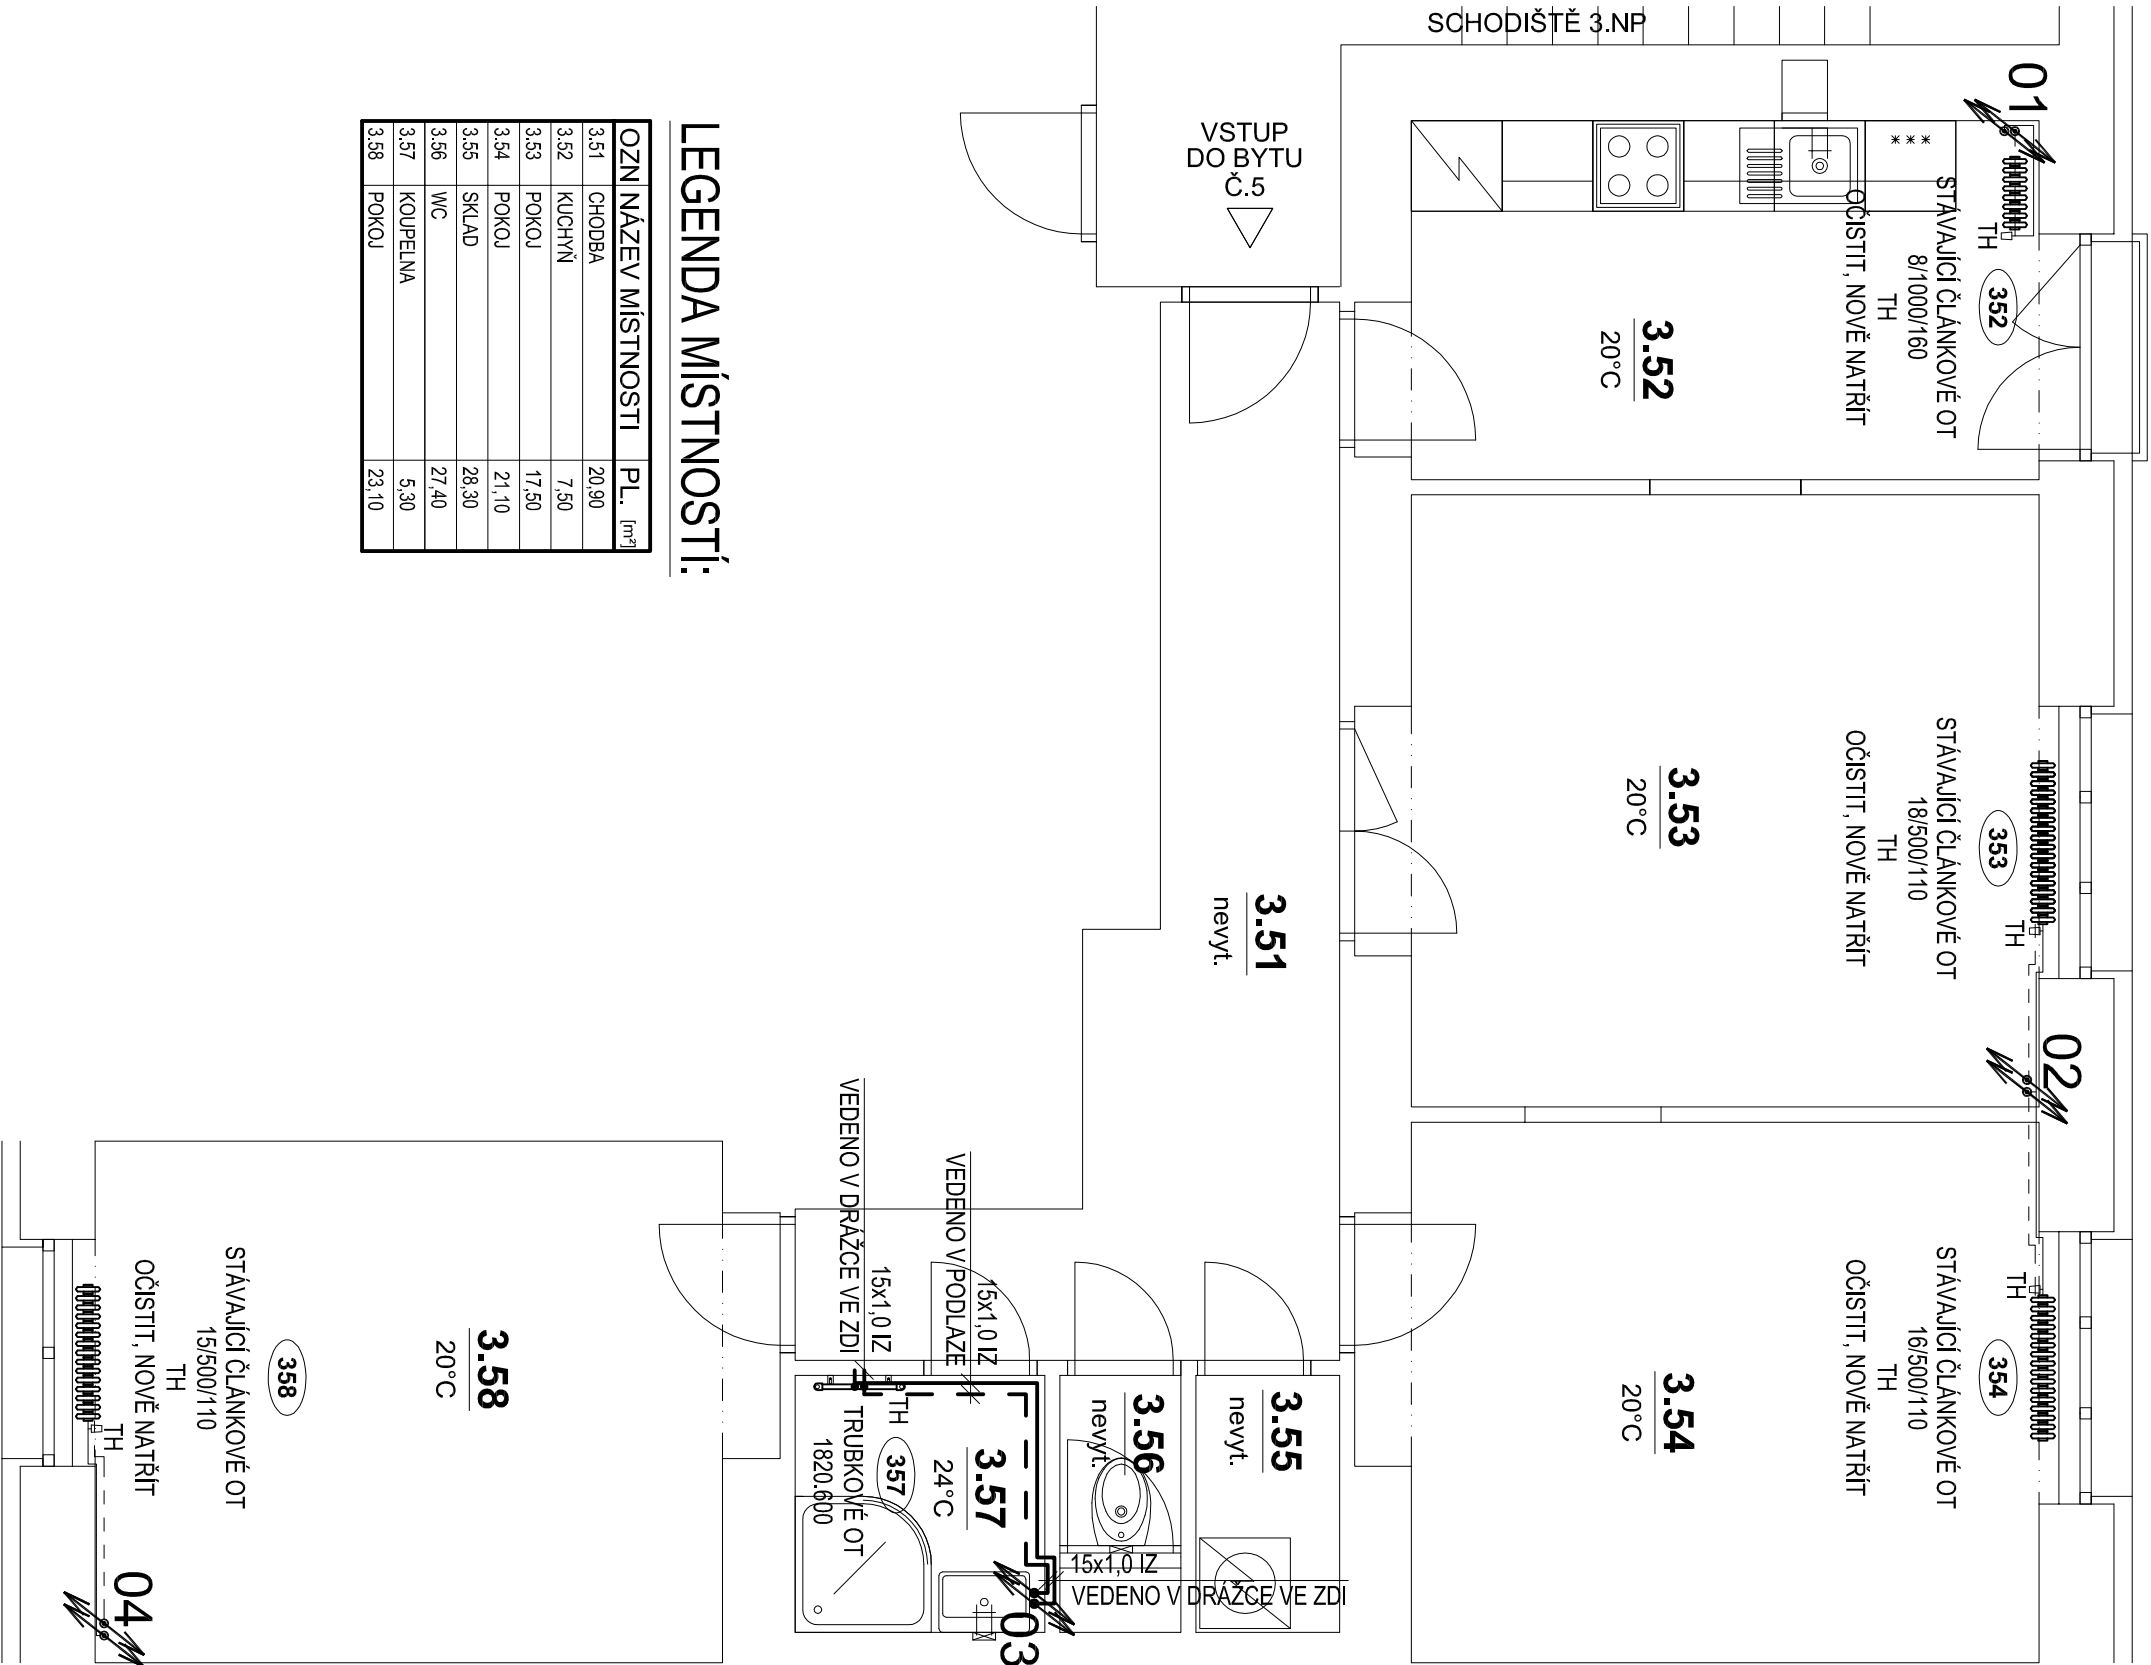 SCHODIŠTĚ 3.NP
VSTUP
DO BYTU
Č.5
01
TH
352
STÁVAJÍCÍ ČLÁNKOVÉ OT
8/1000/160
TH
OČISTIT, NOVĚ NATŘÍT
3.52
20°C
353
STÁVAJÍCÍ ČLÁNKOVÉ OT
18/500/110
TH
OČISTIT, NOVĚ NATŘÍT
TH
3.53
20°C
02
3.51
nevyt.
TH
354
STÁVAJÍCÍ ČLÁNKOVÉ OT
16/500/110
TH
OČISTIT, NOVĚ NATŘÍT
3.54
20°C
3.55
nevyt.
3.56
nevyt.
15x1,0 IZ
VEDENO V DRÁŽCE VE ZDI
03
15x1,0 IZ
VEDENO V PODLAZE
15x1,0 IZ
VEDENO V DRÁŽCE VE ZDI
3.57
24°C
TH
357
TRUBKOVÉ OT
1820.600
3.58
20°C
358
STÁVAJÍCÍ ČLÁNKOVÉ OT
15/500/110
TH
OČISTIT, NOVĚ NATŘÍT
TH
04
LEGENDA MÍSTNOSTÍ:
OZN NÁZEV MÍSTNOSTI PL. [m²]
3.51 CHODBA 20,90
3.52 KUCHYŇ 7,50
3.53 POKOJ 17,50
3.54 POKOJ 21,10
3.55 SKLAD 28,30
3.56 WC 27,40
3.57 KOUPELNA 5,30
3.58 POKOJ 23,10